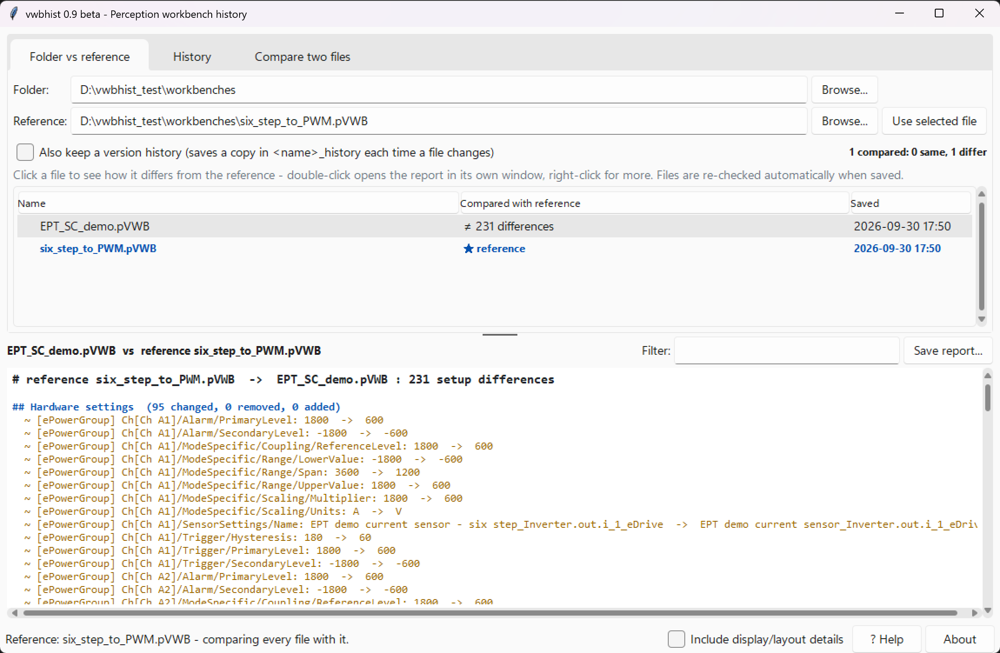 vwbhist 0.9 beta - Perception workbench history
Folder vs reference History Compare two files
Folder: D:\vwbhist_test\workbenches Browse...
Reference: D:\vwbhist_test\workbenches\six_step_to_PWM.pVWB Browse... Use selected file
Also keep a version history (saves a copy in <name>_history each time a file changes) 1 compared: 0 same, 1 differ
Click a file to see how it differs from the reference - double-click opens the report in its own window, right-click for more. Files are re-checked automatically when saved.
Name Compared with reference Saved
EPT_SC_demo.pVWB ≠ 231 differences 2026-09-30 17:50
six_step_to_PWM.pVWB ★ reference 2026-09-30 17:50
EPT_SC_demo.pVWB vs reference six_step_to_PWM.pVWB Filter: Save report...
# reference six_step_to_PWM.pVWB -> EPT_SC_demo.pVWB : 231 setup differences
## Hardware settings (95 changed, 0 removed, 0 added)
~ [ePowerGroup] Ch[Ch A1]/Alarm/PrimaryLevel: 1800 -> 600
~ [ePowerGroup] Ch[Ch A1]/Alarm/SecondaryLevel: -1800 -> -600
~ [ePowerGroup] Ch[Ch A1]/ModeSpecific/Coupling/ReferenceLevel: 1800 -> 600
~ [ePowerGroup] Ch[Ch A1]/ModeSpecific/Range/LowerValue: -1800 -> -600
~ [ePowerGroup] Ch[Ch A1]/ModeSpecific/Range/Span: 3600 -> 1200
~ [ePowerGroup] Ch[Ch A1]/ModeSpecific/Range/UpperValue: 1800 -> 600
~ [ePowerGroup] Ch[Ch A1]/ModeSpecific/Scaling/Multiplier: 1800 -> 600
~ [ePowerGroup] Ch[Ch A1]/ModeSpecific/Scaling/Units: A -> V
~ [ePowerGroup] Ch[Ch A1]/SensorSettings/Name: EPT demo current sensor - six step_Inverter.out.i_1_eDrive -> EPT demo current sensor_Inverter.out.i_1_eDriv
~ [ePowerGroup] Ch[Ch A1]/Trigger/Hysteresis: 180 -> 60
~ [ePowerGroup] Ch[Ch A1]/Trigger/PrimaryLevel: 1800 -> 600
~ [ePowerGroup] Ch[Ch A1]/Trigger/SecondaryLevel: -1800 -> -600
~ [ePowerGroup] Ch[Ch A2]/Alarm/PrimaryLevel: 1800 -> 600
~ [ePowerGroup] Ch[Ch A2]/Alarm/SecondaryLevel: -1800 -> -600
~ [ePowerGroup] Ch[Ch A2]/ModeSpecific/Coupling/ReferenceLevel: 1800 -> 600
Reference: six_step_to_PWM.pVWB - comparing every file with it. Include display/layout details ? Help About